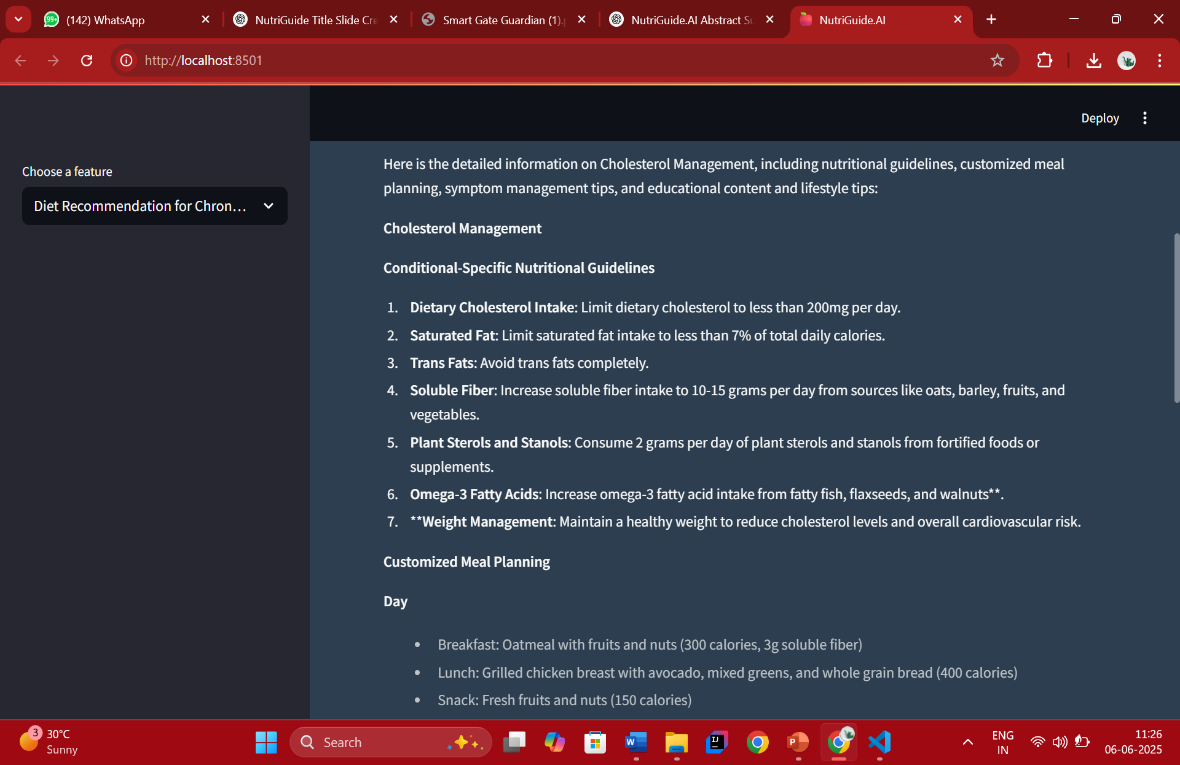 (142) WhatsApp
NutriGuide Title Slide Cre
Smart Gate Guardian (1).p
NutriGuide.AI Abstract Su
NutriGuide.AI
http://localhost:8501
Deploy
Choose a feature
Diet Recommendation for Chron...
Here is the detailed information on Cholesterol Management, including nutritional guidelines, customized meal
planning, symptom management tips, and educational content and lifestyle tips:
Cholesterol Management
Conditional-Specific Nutritional Guidelines
1. Dietary Cholesterol Intake: Limit dietary cholesterol to less than 200mg per day.
2. Saturated Fat: Limit saturated fat intake to less than 7% of total daily calories.
3. Trans Fats: Avoid trans fats completely.
4. Soluble Fiber: Increase soluble fiber intake to 10-15 grams per day from sources like oats, barley, fruits, and
vegetables.
5. Plant Sterols and Stanols: Consume 2 grams per day of plant sterols and stanols from fortified foods or
supplements.
6. Omega-3 Fatty Acids: Increase omega-3 fatty acid intake from fatty fish, flaxseeds, and walnuts**.
7. **Weight Management: Maintain a healthy weight to reduce cholesterol levels and overall cardiovascular risk.
Customized Meal Planning
Day
• Breakfast: Oatmeal with fruits and nuts (300 calories, 3g soluble fiber)
• Lunch: Grilled chicken breast with avocado, mixed greens, and whole grain bread (400 calories)
• Snack: Fresh fruits and nuts (150 calories)
3
30°C
Sunny
Search
ENG
IN
11:26
06-06-2025